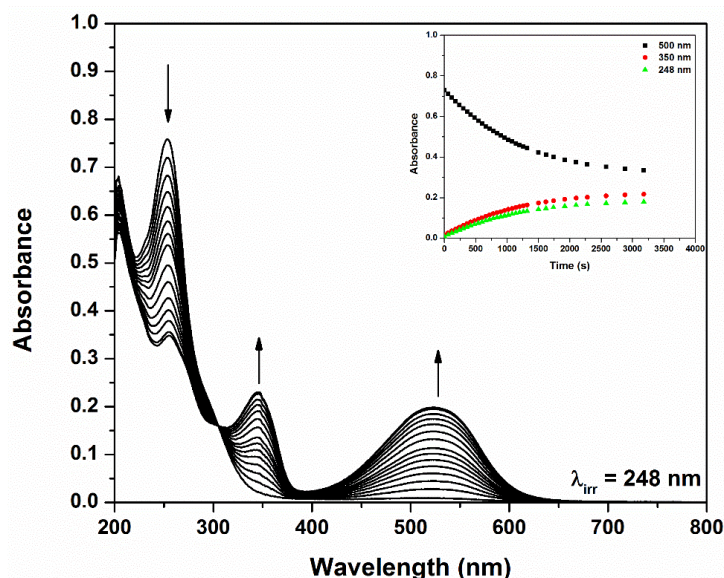 1.0
0.9
0.8
0.7
0.6
0.5
0.4
0.3
0.2
0.1
0.0
Absorbance
200 300 400 500 600 700 800
Wavelength (nm)
λirr = 248 nm
1.0
0.8
0.6
0.4
0.2
0.0
Absorbance
0 500 1000 1500 2000 2500 3000 3500 4000
Time (s)
500 nm
350 nm
248 nm